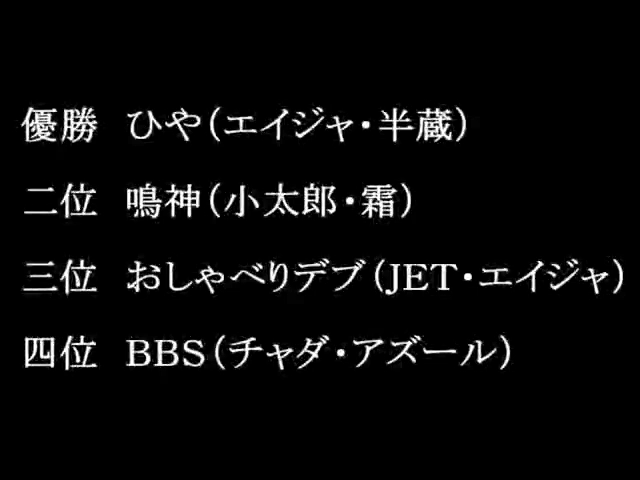 優勝 ひや(エイジャ・半蔵)
二位 鳴神(小太郎・霜)
三位 おしゃべりデブ(JET・エイジャ)
四位 BBS(チャダ・アズール)